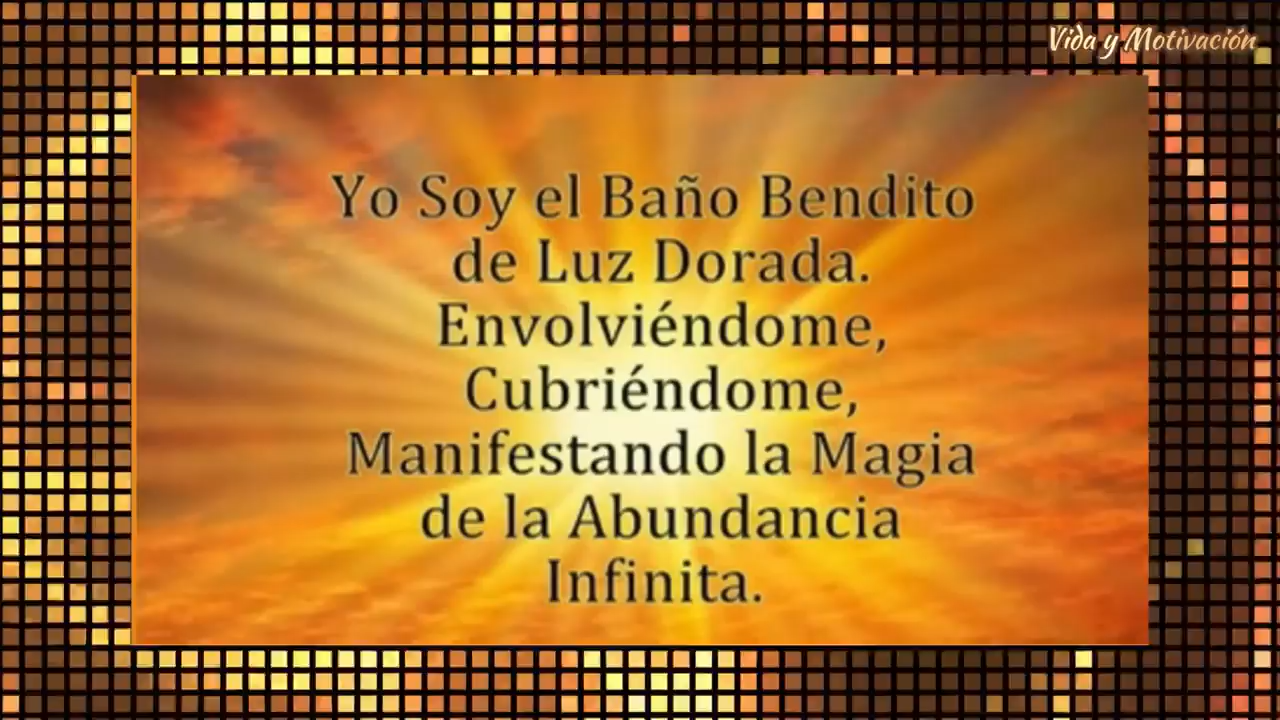 Vida y Motivación
Yo Soy el Baño Bendito
de Luz Dorada.
Envolviéndome,
Cubriéndome,
Manifestando la Magia
de la Abundancia
Infinita.